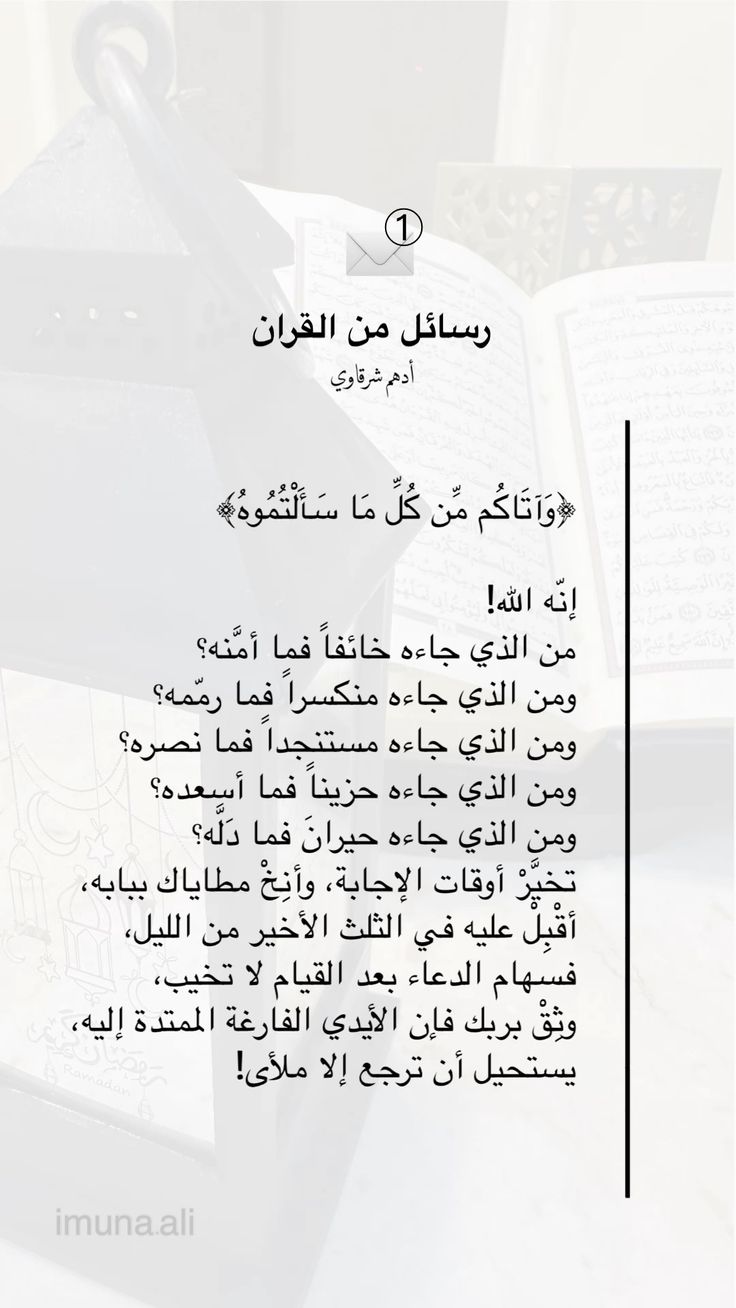 ①
رسائل من القران
أدهم شرقاوي
﴿وَآتَاكُم مِّن كُلِّ مَا سَأَلْتُمُوهُ﴾
إنّه الله!
من الذي جاءه خائفاً فما أمَّنه؟
ومن الذي جاءه منكسراً فما رمّمه؟
ومن الذي جاءه مستنجداً فما نصره؟
ومن الذي جاءه حزيناً فما أسعده؟
ومن الذي جاءه حيرانَ فما دَلَّه؟
تخيَّرْ أوقات الإجابة، وأنِخْ مطاياك ببابه،
أقْبِلْ عليه في الثلث الأخير من الليل،
فسهام الدعاء بعد القيام لا تخيب،
وثِقْ بربك فإن الأيدي الفارغة الممتدة إليه،
يستحيل أن ترجع إلا ملأى!
Ramadan
imuna.ali